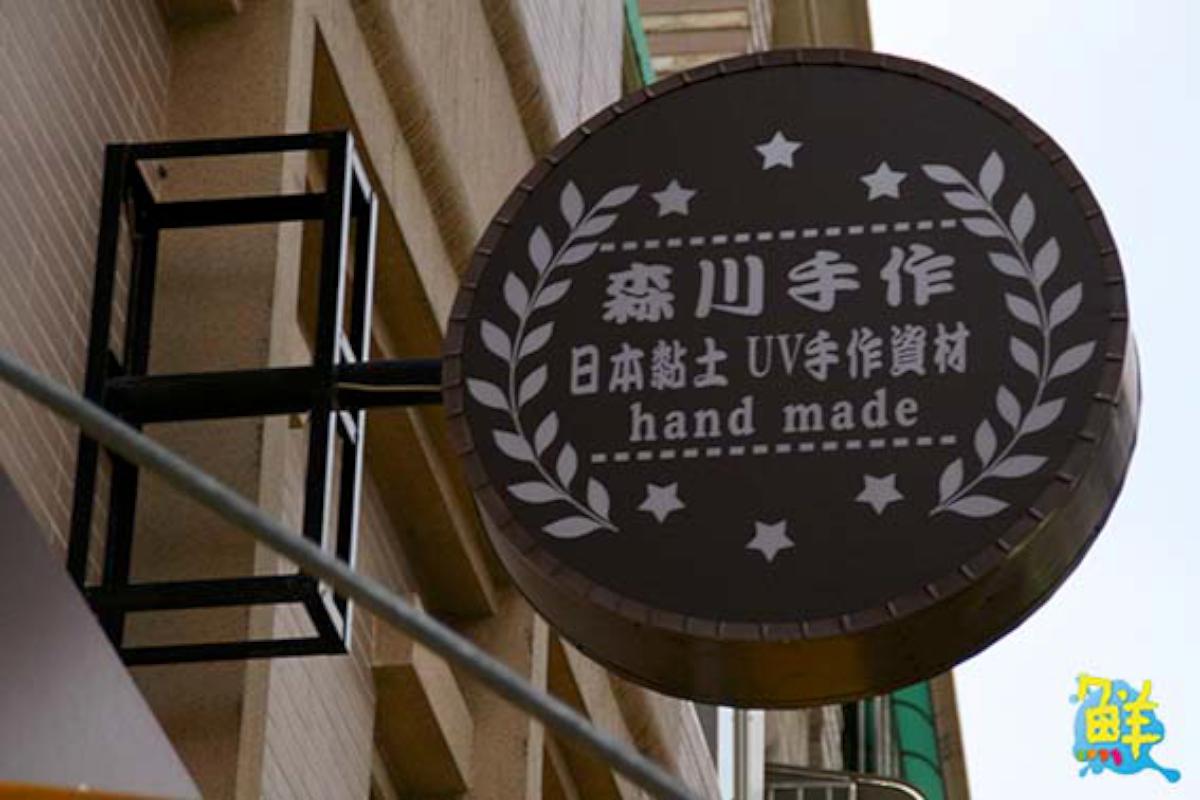 森川手作
日本黏土 UV手作資材
hand made
鮮